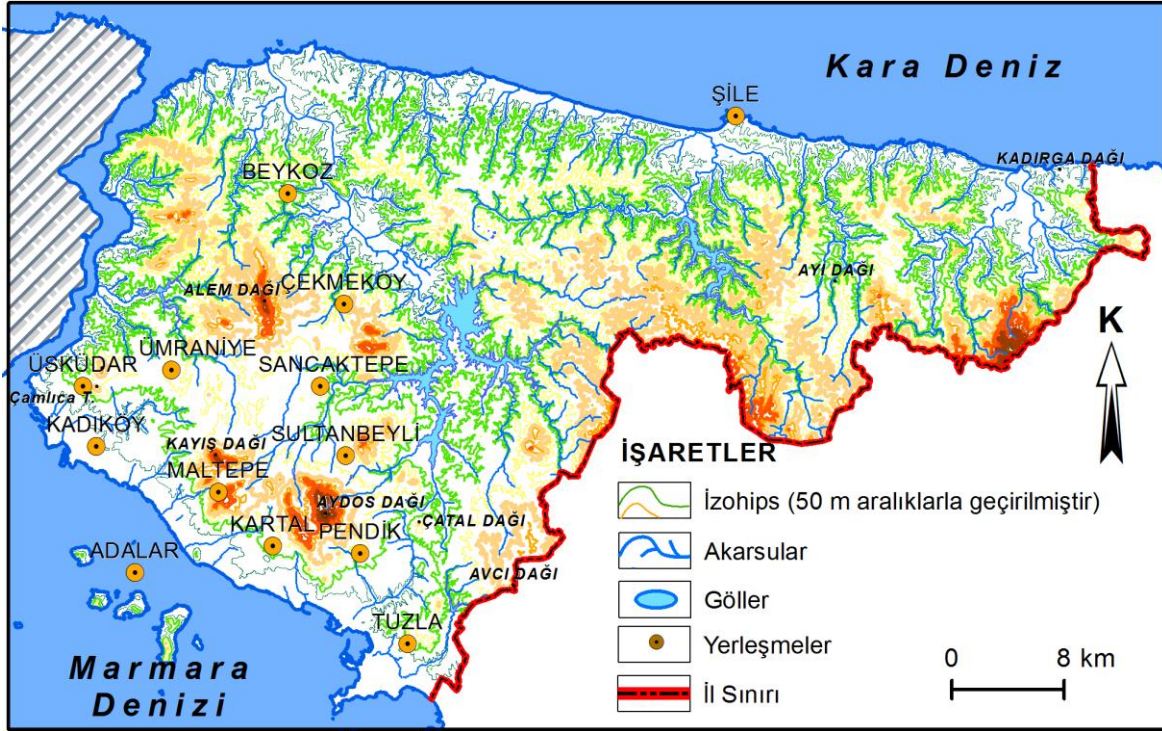 Kara Deniz
ŞİLE
KADIRGA DAĞI
BEYKOZ
AYI DAĞI
ALEM DAĞI
ÇEKMEKÖY
K
ÜMRANİYE
ÜSKÜDAR
SANCAKTEPE
Çamlıca T.
KADIKÖY
KAYIŞ DAĞI
SULTANBEYLİ
MALTEPE
AYDOS DAĞI
ÇATAL DAĞI
KARTAL
PENDİK
ADALAR
AVCI DAĞI
TUZLA
Marmara
Denizi
İŞARETLER
İzohips (50 m aralıklarla geçirilmiştir)
Akarsular
Göller
Yerleşmeler
İl Sınırı
0 8 km